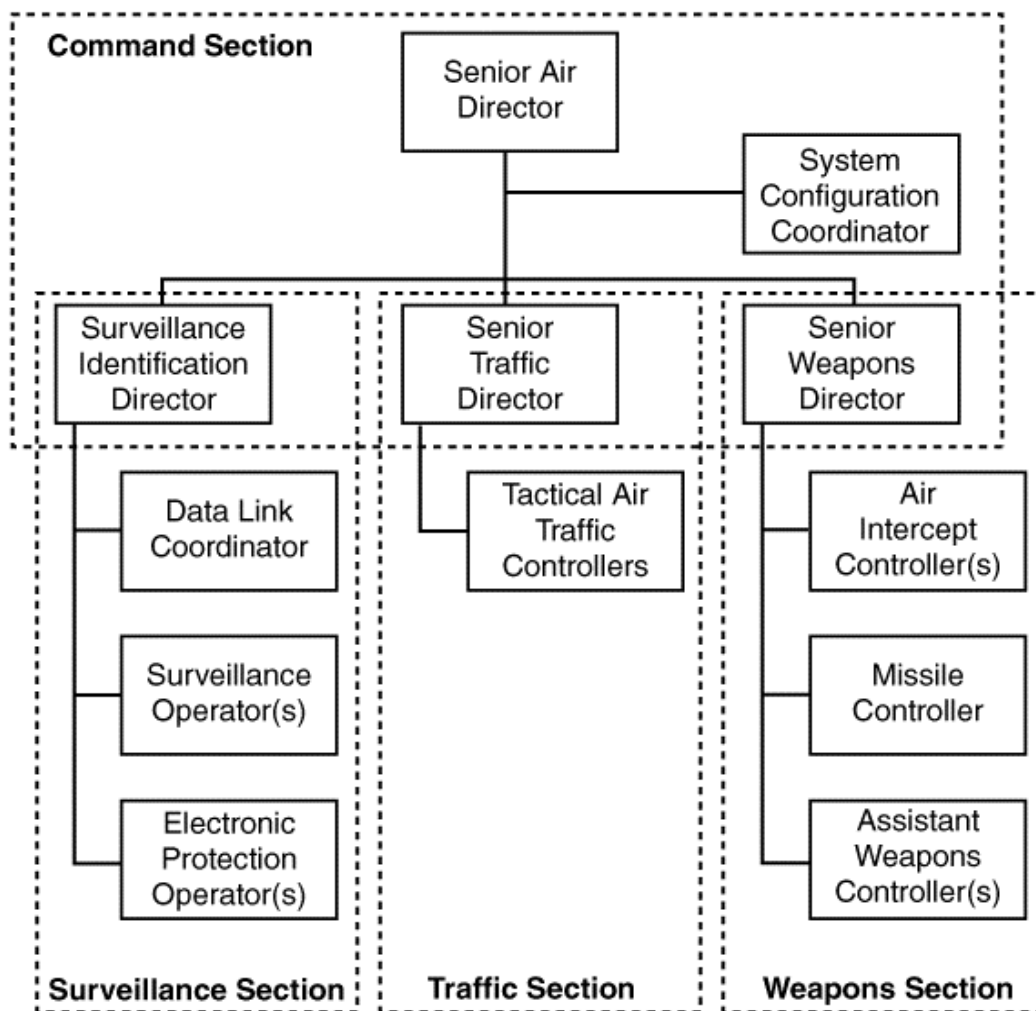 Command Section
Senior Air
Director
System
Configuration
Coordinator
Surveillance
Identification
Director
Senior
Traffic
Director
Senior
Weapons
Director
Data Link
Coordinator
Tactical Air
Traffic
Controllers
Air
Intercept
Controller(s)
Surveillance
Operator(s)
Missile
Controller
Electronic
Protection
Operator(s)
Assistant
Weapons
Controller(s)
Surveillance Section
Traffic Section
Weapons Section